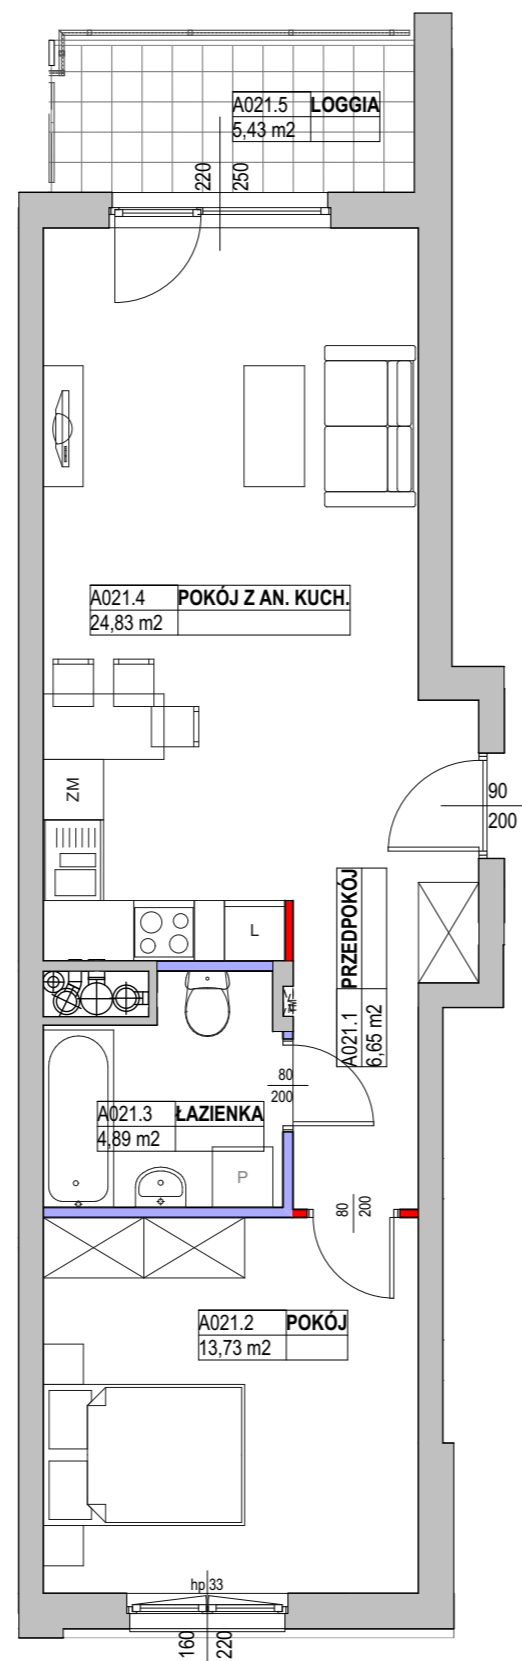 A021.5 LOGGIA
5,43 m2
220
250
A021.4 POKÓJ Z AN. KUCH.
24,83 m2
ZM
90
200
L
A021.1 PRZEDPOKÓJ
6,65 m2
80
200
A021.3 ŁAZIENKA
4,89 m2
P
80
200
A021.2 POKÓJ
13,73 m2
hp 33
160
220